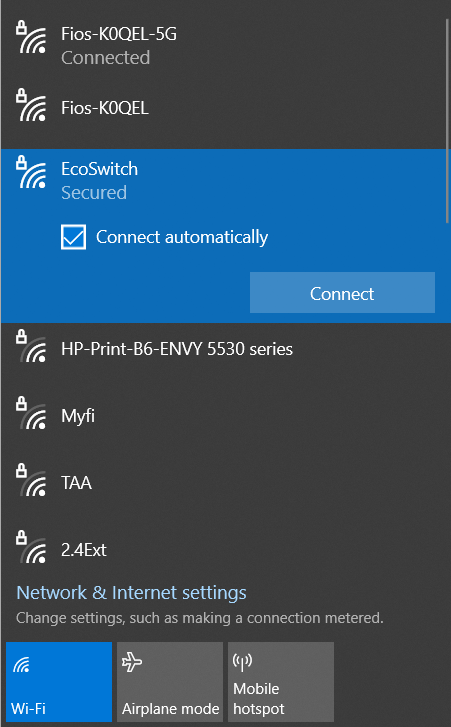 Fios-K0QEL-5G
Connected
Fios-K0QEL
EcoSwitch
Secured
Connect automatically
Connect
HP-Print-B6-ENVY 5530 series
Myfi
TAA
2.4Ext
Network & Internet settings
Change settings, such as making a connection metered.
Wi-Fi
Airplane mode
Mobile
hotspot